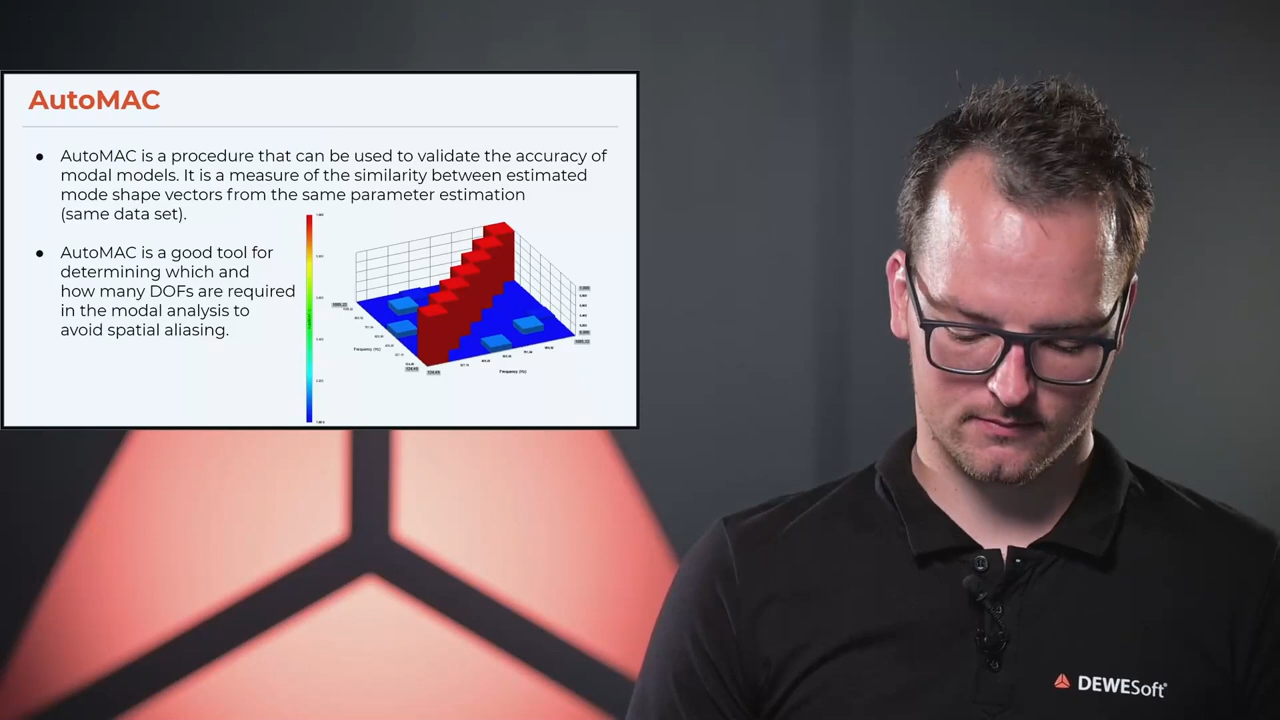 AutoMAC
● AutoMAC is a procedure that can be used to validate the accuracy of
modal models. It is a measure of the similarity between estimated
mode shape vectors from the same parameter estimation
(same data set).
● AutoMAC is a good tool for
determining which and
how many DOFs are required
in the modal analysis to
avoid spatial aliasing.
Frequency (Hz)
Frequency (Hz)
DEWESoft®